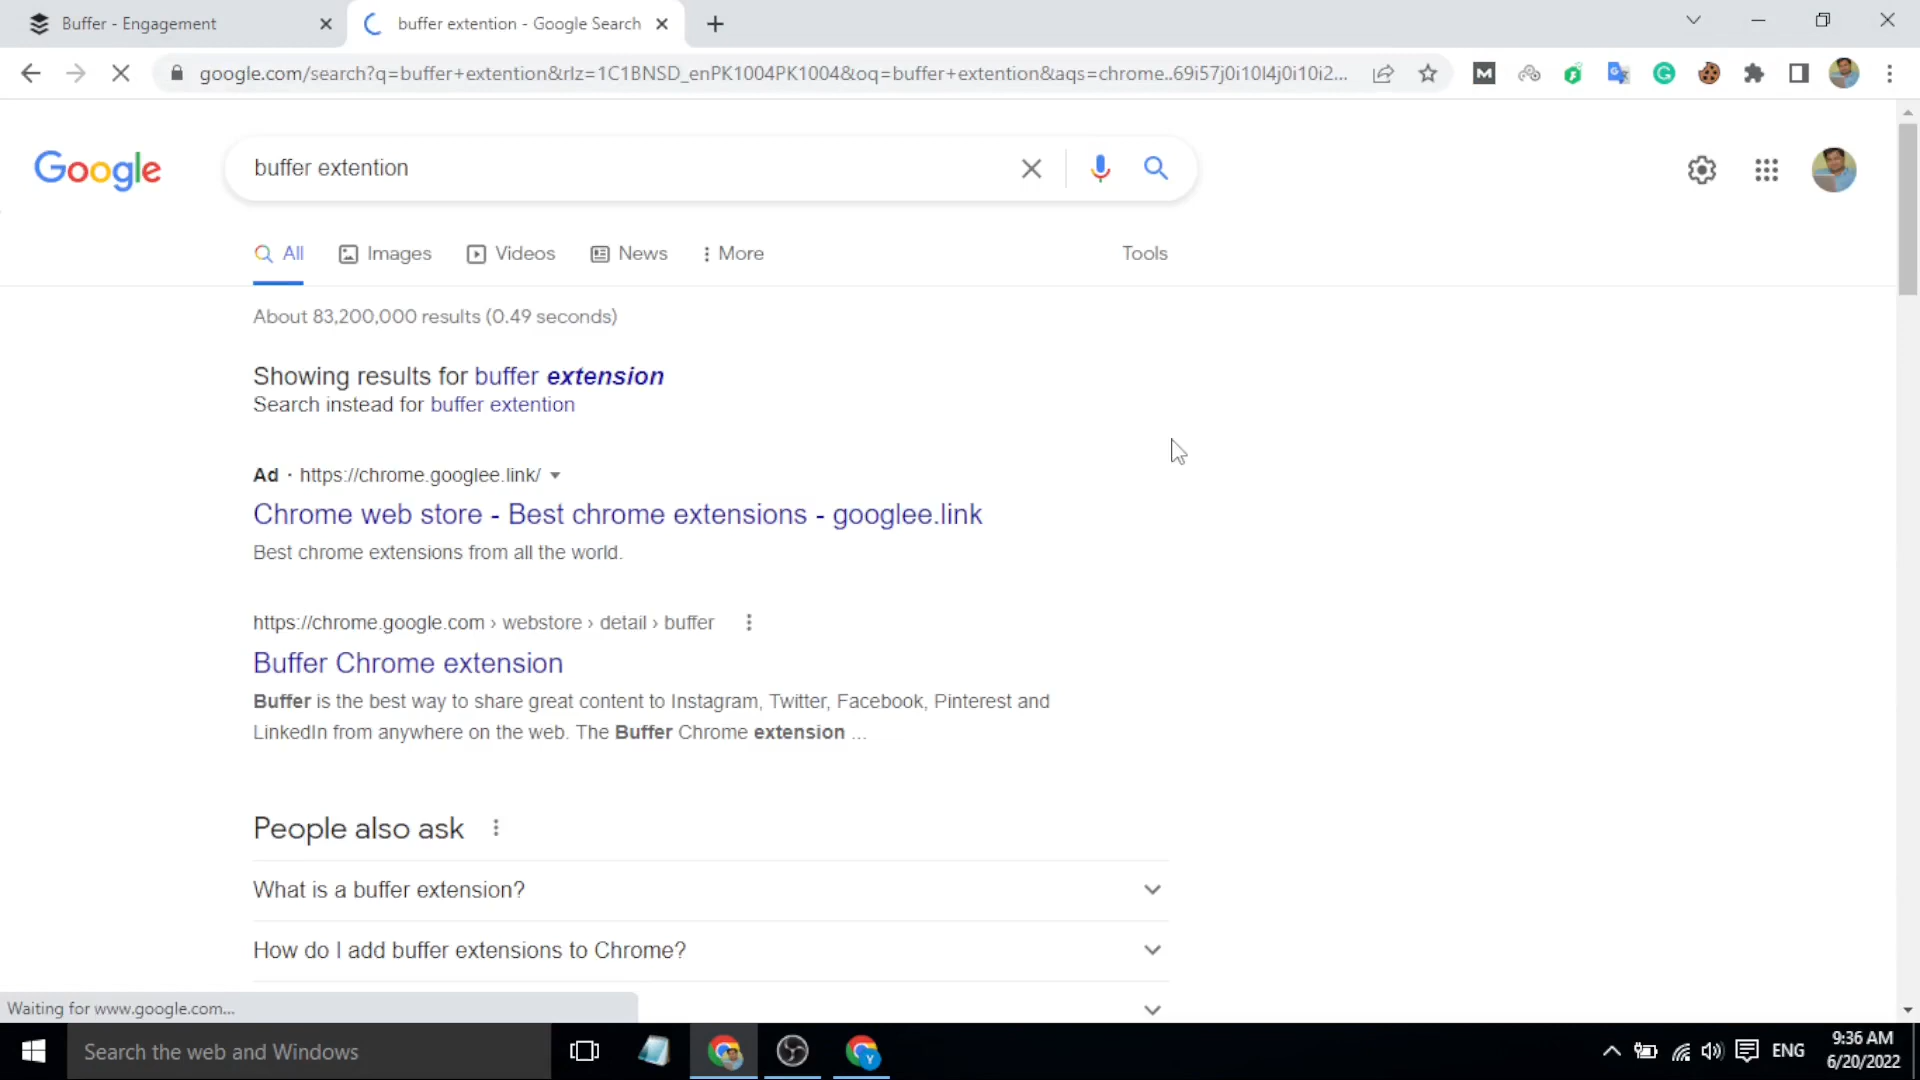 Buffer - Engagement
buffer extention - Google Search
google.com/search?q=buffer+extention&rlz=1C1BNSD_enPK1004PK1004&oq=buffer+extention&aqs=chrome..69i57j0i10l4j0i10i2...
Google
buffer extention
All
Images
Videos
News
More
Tools
About 83,200,000 results (0.49 seconds)
Showing results for buffer extension
Search instead for buffer extention
Ad · https://chrome.googlee.link/
Chrome web store - Best chrome extensions - googlee.link
Best chrome extensions from all the world.
https://chrome.google.com › webstore › detail › buffer
Buffer Chrome extension
Buffer is the best way to share great content to Instagram, Twitter, Facebook, Pinterest and
LinkedIn from anywhere on the web. The Buffer Chrome extension ...
People also ask
What is a buffer extension?
How do I add buffer extensions to Chrome?
Waiting for www.google.com...
Search the web and Windows
ENG
9:36 AM
6/20/2022